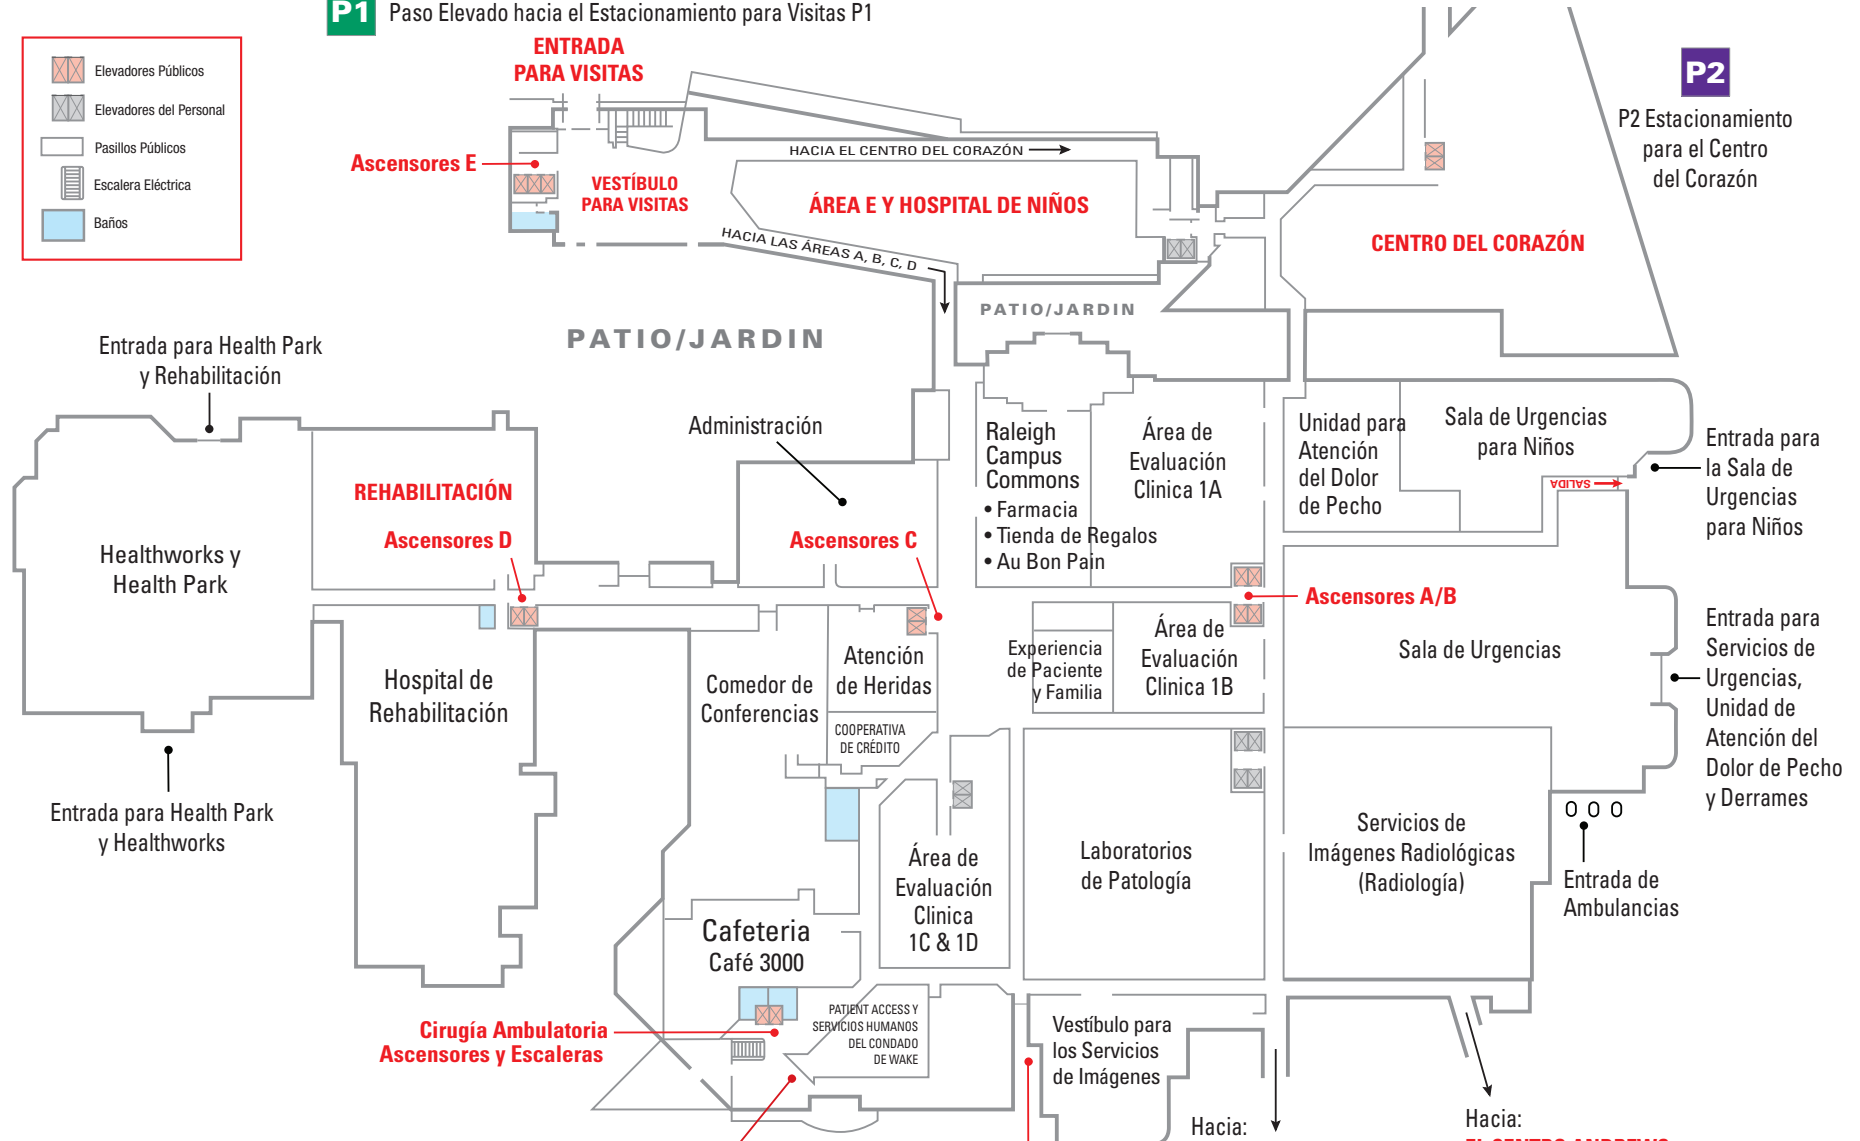 P1 Paso Elevado hacia el Estacionamiento para Visitas P1
Elevadores Públicos
Elevadores del Personal
Pasillos Públicos
Escalera Eléctrica
Baños
ENTRADA
PARA VISITAS
Ascensores E
VESTÍBULO
PARA VISITAS
HACIA EL CENTRO DEL CORAZÓN
ÁREA E Y HOSPITAL DE NIÑOS
HACIA LAS ÁREAS A, B, C, D
CENTRO DEL CORAZÓN
P2
P2 Estacionamiento
para el Centro
del Corazón
PATIO/JARDIN
PATIO/JARDIN
Entrada para Health Park
y Rehabilitación
Administración
REHABILITACIÓN
Ascensores D
Ascensores C
Healthworks y
Health Park
Raleigh
Campus
Commons
• Farmacia
• Tienda de Regalos
• Au Bon Pain
Área de
Evaluación
Clinica 1A
Unidad para
Atención
del Dolor
de Pecho
Sala de Urgencias
para Niños
SALIDA
Entrada para
la Sala de
Urgencias
para Niños
Ascensores A/B
Sala de Urgencias
Entrada para
Servicios de
Urgencias,
Unidad de
Atención del
Dolor de Pecho
y Derrames
Hospital de
Rehabilitación
Comedor de
Conferencias
Atención
de Heridas
COOPERATIVA
DE CRÉDITO
Experiencia
de Paciente
y Familia
Área de
Evaluación
Clinica 1B
Entrada para Health Park
y Healthworks
Área de
Evaluación
Clinica
1C & 1D
Laboratorios
de Patología
Servicios de
Imágenes Radiológicas
(Radiología)
Entrada de
Ambulancias
Cafeteria
Café 3000
Cirugía Ambulatoria
Ascensores y Escaleras
PATIENT ACCESS Y
SERVICIOS HUMANOS
DEL CONDADO
DE WAKE
Vestíbulo para
los Servicios
de Imágenes
Hacia:
Hacia:
EL CENTRO ANDREWS